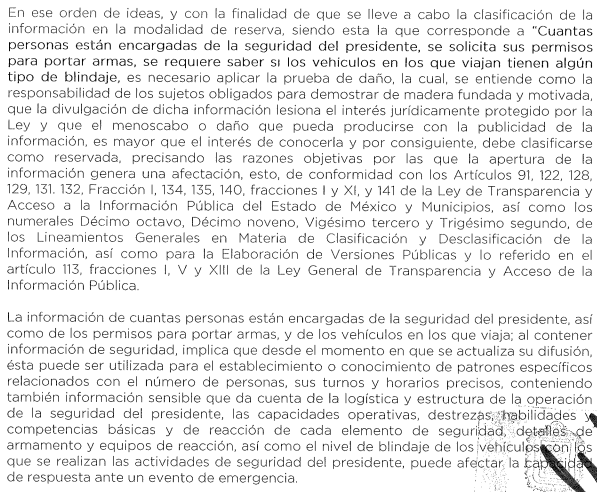 En ese orden de ideas, y con la finalidad de que se lleve a cabo la clasificación de la
información en la modalidad de reserva, siendo esta la que corresponde a "Cuantas
personas están encargadas de la seguridad del presidente, se solicita sus permisos
para portar armas, se requiere saber si los vehículos en los que viajan tienen algún
tipo de blindaje, es necesario aplicar la prueba de daño, la cual, se entiende como la
responsabilidad de los sujetos obligados para demostrar de madera fundada y motivada,
que la divulgación de dicha información lesiona el interés jurídicamente protegido por la
Ley y que el menoscabo o daño que pueda producirse con la publicidad de la
información, es mayor que el interés de conocerla y por consiguiente, debe clasificarse
como reservada, precisando las razones objetivas por las que la apertura de la
información genera una afectación, esto, de conformidad con los Artículos 91, 122, 128,
129, 131. 132, Fracción I, 134, 135, 140, fracciones I y XI, y 141 de la Ley de Transparencia y
Acceso a la Información Pública del Estado de México y Municipios, así como los
numerales Décimo octavo, Décimo noveno, Vigésimo tercero y Trigésimo segundo, de
los Lineamientos Generales en Materia de Clasificación y Desclasificación de la
Información, así como para la Elaboración de Versiones Públicas y lo referido en el
artículo 113, fracciones I, V y XIII de la Ley General de Transparencia y Acceso de la
Información Pública.
La información de cuantas personas están encargadas de la seguridad del presidente, así
como de los permisos para portar armas, y de los vehículos en los que viaja; al contener
información de seguridad, implica que desde el momento en que se actualiza su difusión,
ésta puede ser utilizada para el establecimiento o conocimiento de patrones específicos
relacionados con el número de personas, sus turnos y horarios precisos, conteniendo
también información sensible que da cuenta de la logística y estructura de la operación
de la seguridad del presidente, las capacidades operativas, destrezas, habilidades y
competencias básicas y de reacción de cada elemento de seguridad, detalles de
armamento y equipos de reacción, así como el nivel de blindaje de los vehículos con los
que se realizan las actividades de seguridad del presidente, puede afectar la capacidad
de respuesta ante un evento de emergencia.